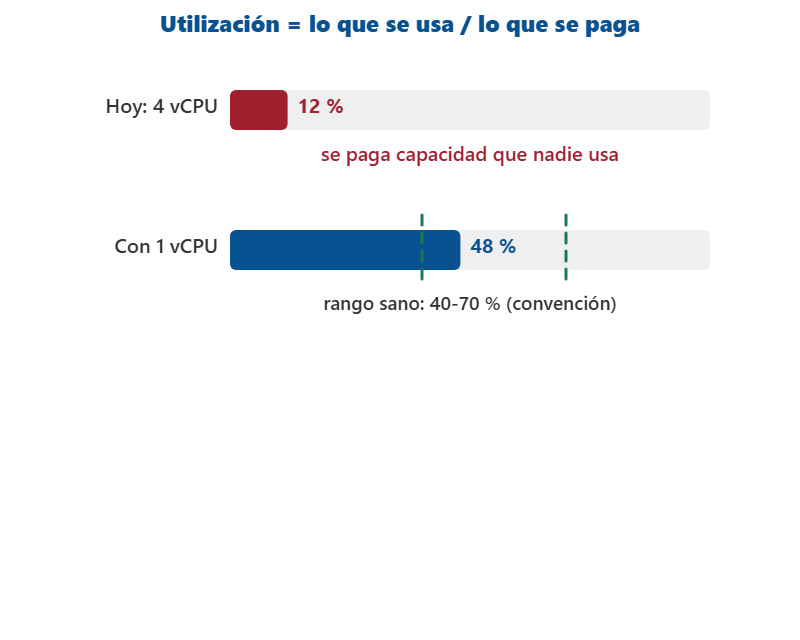 Utilización = lo que se usa / lo que se paga
Hoy: 4 vCPU
12 %
se paga capacidad que nadie usa
Con 1 vCPU
48 %
rango sano: 40-70 % (convención)